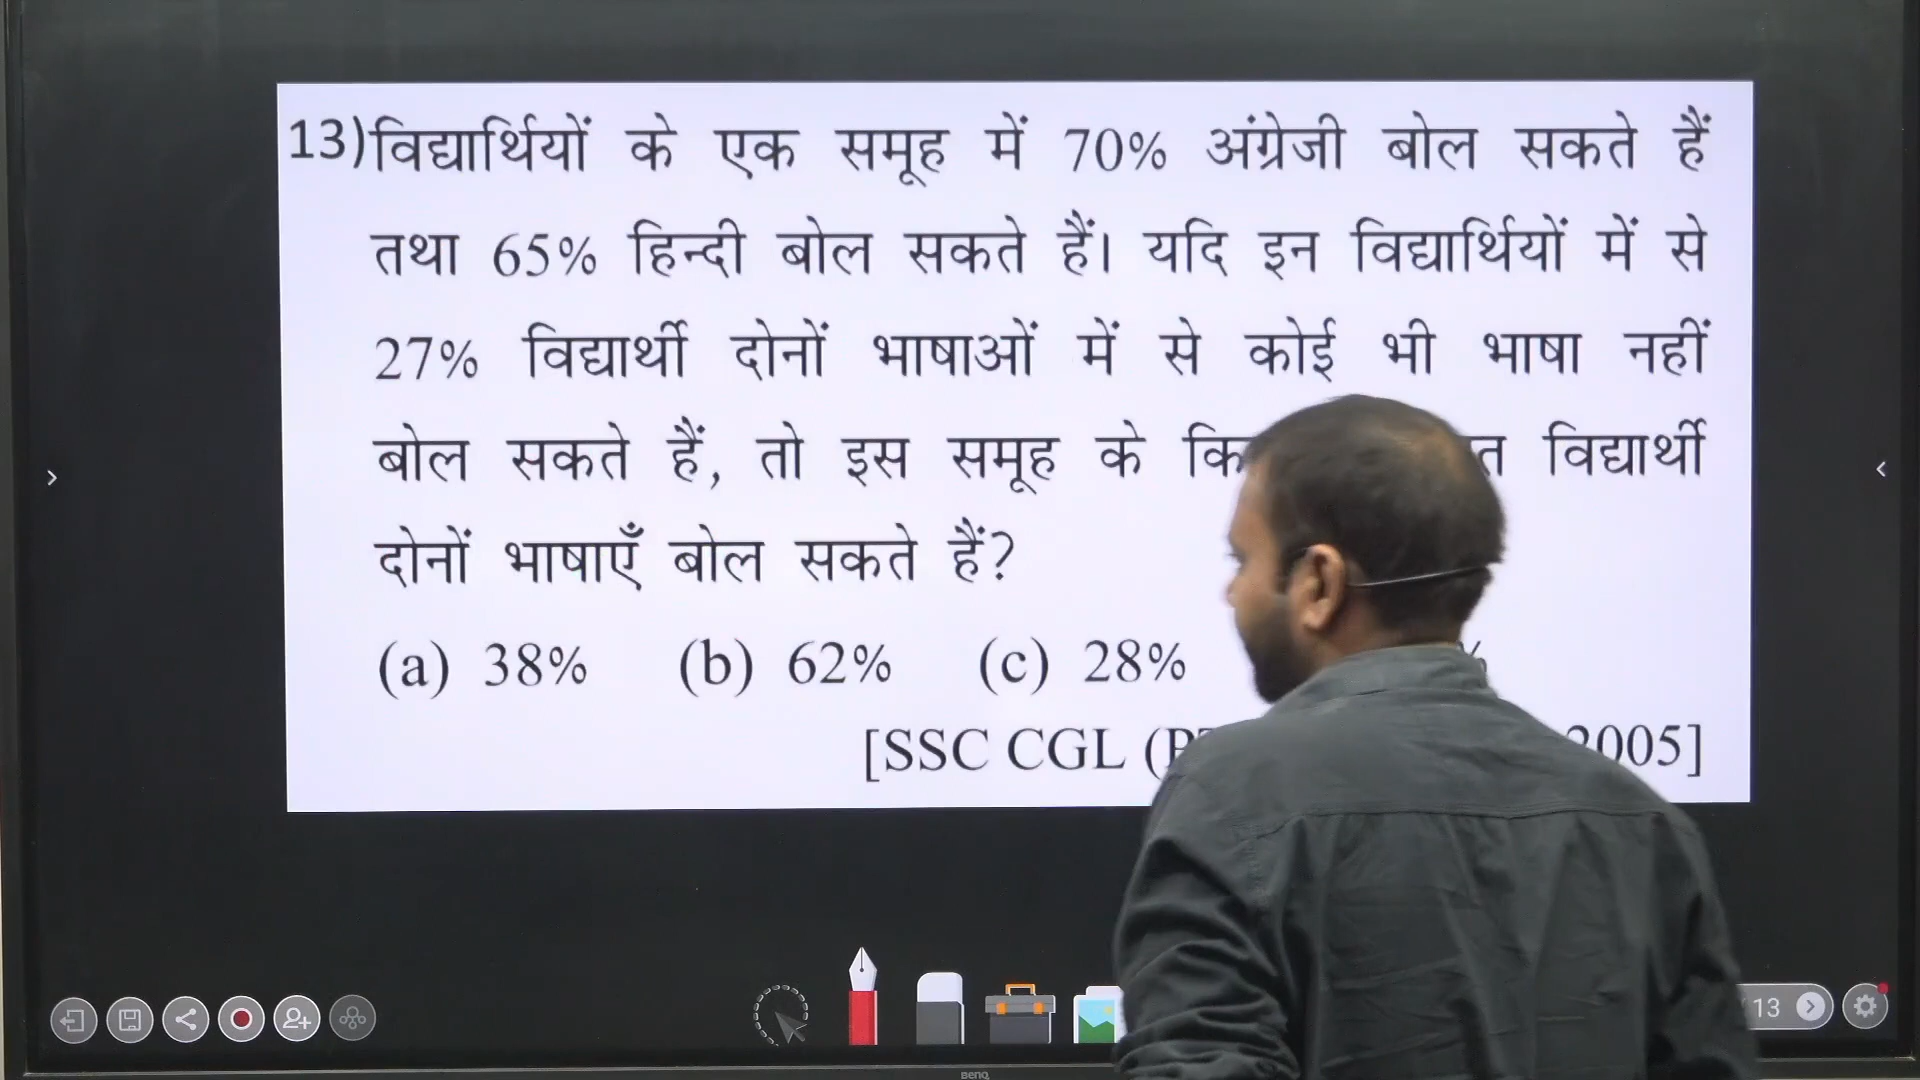 13) विद्यार्थियों के एक समूह में 70% अंग्रेजी बोल सकते हैं
तथा 65% हिन्दी बोल सकते हैं। यदि इन विद्यार्थियों में से
27% विद्यार्थी दोनों भाषाओं में से कोई भी भाषा नहीं
बोल सकते हैं, तो इस समूह के विद्यार्थी
दोनों भाषाएँ बोल सकते हैं?
(a) 38% (b) 62% (c) 28%
[SSC CGL 2005]
13
BenQ